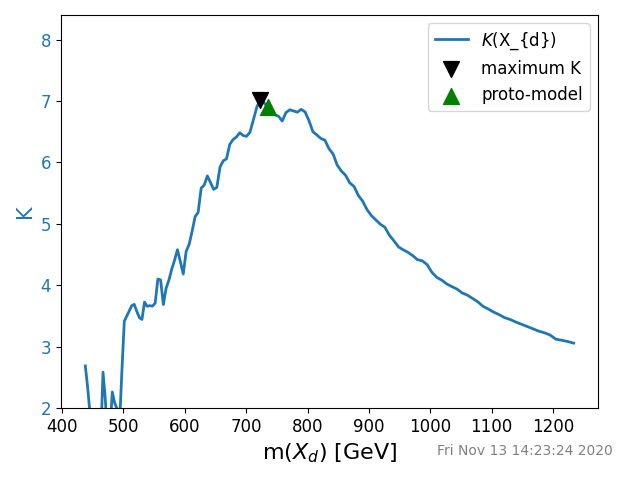 K(X_{d})
maximum K
proto-model
8
7
6
5
4
3
2
K
400 500 600 700 800 900 1000 1100 1200
m(X_d) [GeV]
Fri Nov 13 14:23:24 2020